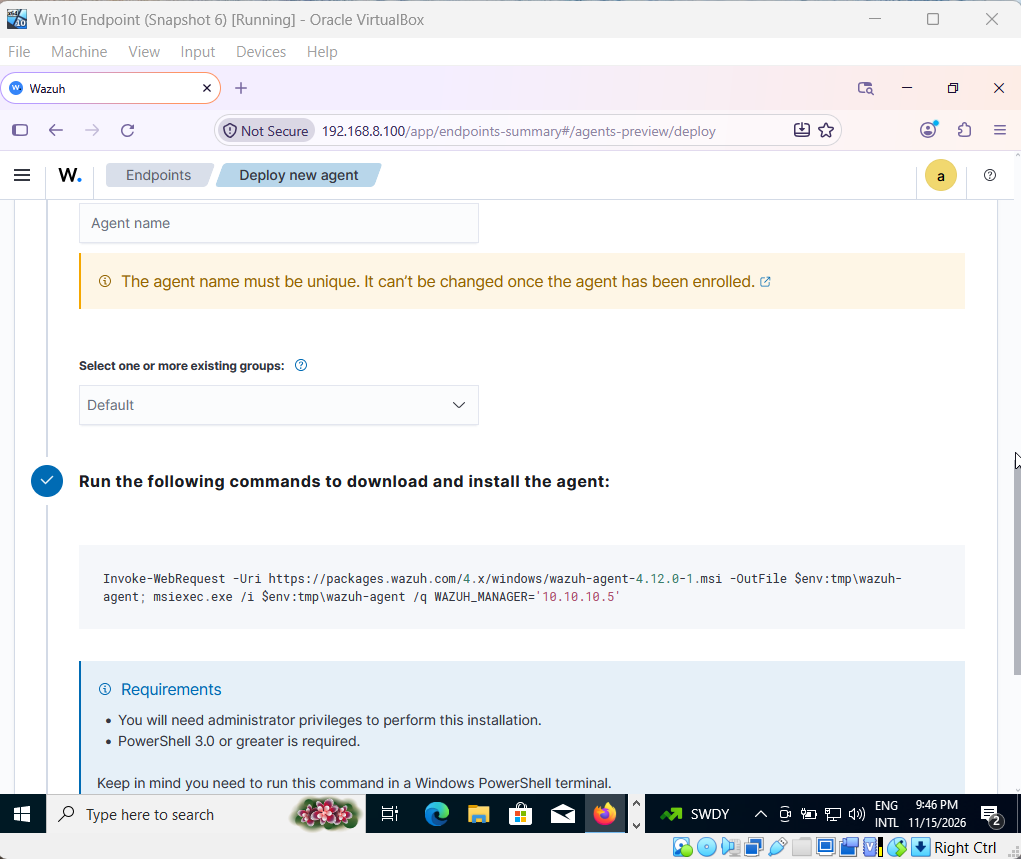 Win10 Endpoint (Snapshot 6) [Running] - Oracle VirtualBox
File Machine View Input Devices Help
Wazuh
Not Secure 192.168.8.100/app/endpoints-summary#/agents-preview/deploy
W. Endpoints Deploy new agent a
Agent name
The agent name must be unique. It can’t be changed once the agent has been enrolled.
Select one or more existing groups:
Default
Run the following commands to download and install the agent:
Invoke-WebRequest -Uri https://packages.wazuh.com/4.x/windows/wazuh-agent-4.12.0-1.msi -OutFile $env:tmp\wazuh-
agent; msiexec.exe /i $env:tmp\wazuh-agent /q WAZUH_MANAGER='10.10.10.5'
Requirements
• You will need administrator privileges to perform this installation.
• PowerShell 3.0 or greater is required.
Keep in mind you need to run this command in a Windows PowerShell terminal.
Type here to search
SWDY
ENG
INTL
9:46 PM
11/15/2026
2
Right Ctrl